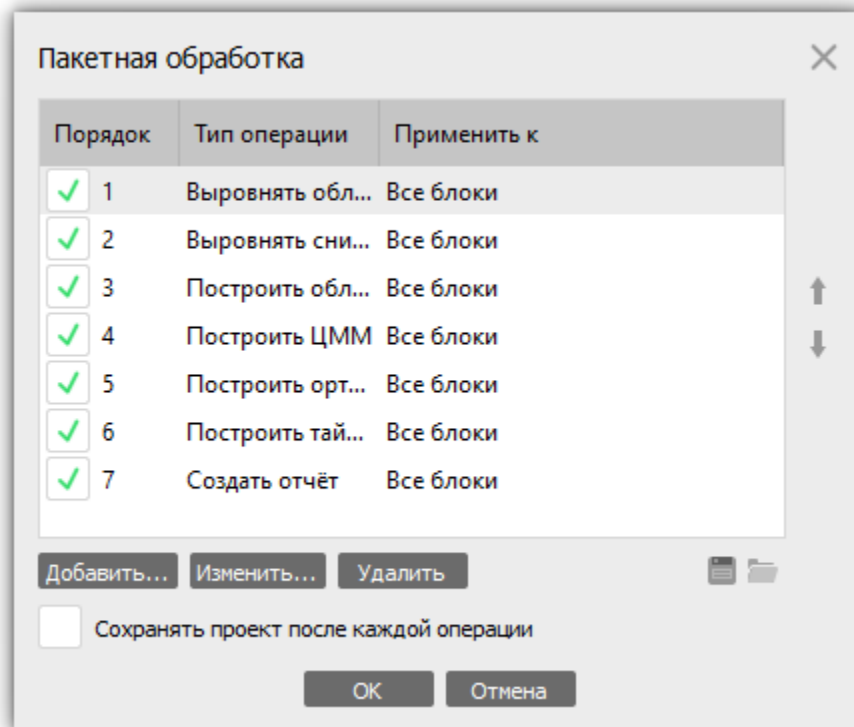 Пакетная обработка
Порядок Тип операции Применить к
1 Выровнять обл... Все блоки
2 Выровнять сни... Все блоки
3 Построить обл... Все блоки
4 Построить ЦММ Все блоки
5 Построить орт... Все блоки
6 Построить тай... Все блоки
7 Создать отчёт Все блоки
Добавить... Изменить... Удалить
Сохранять проект после каждой операции
ОК Отмена